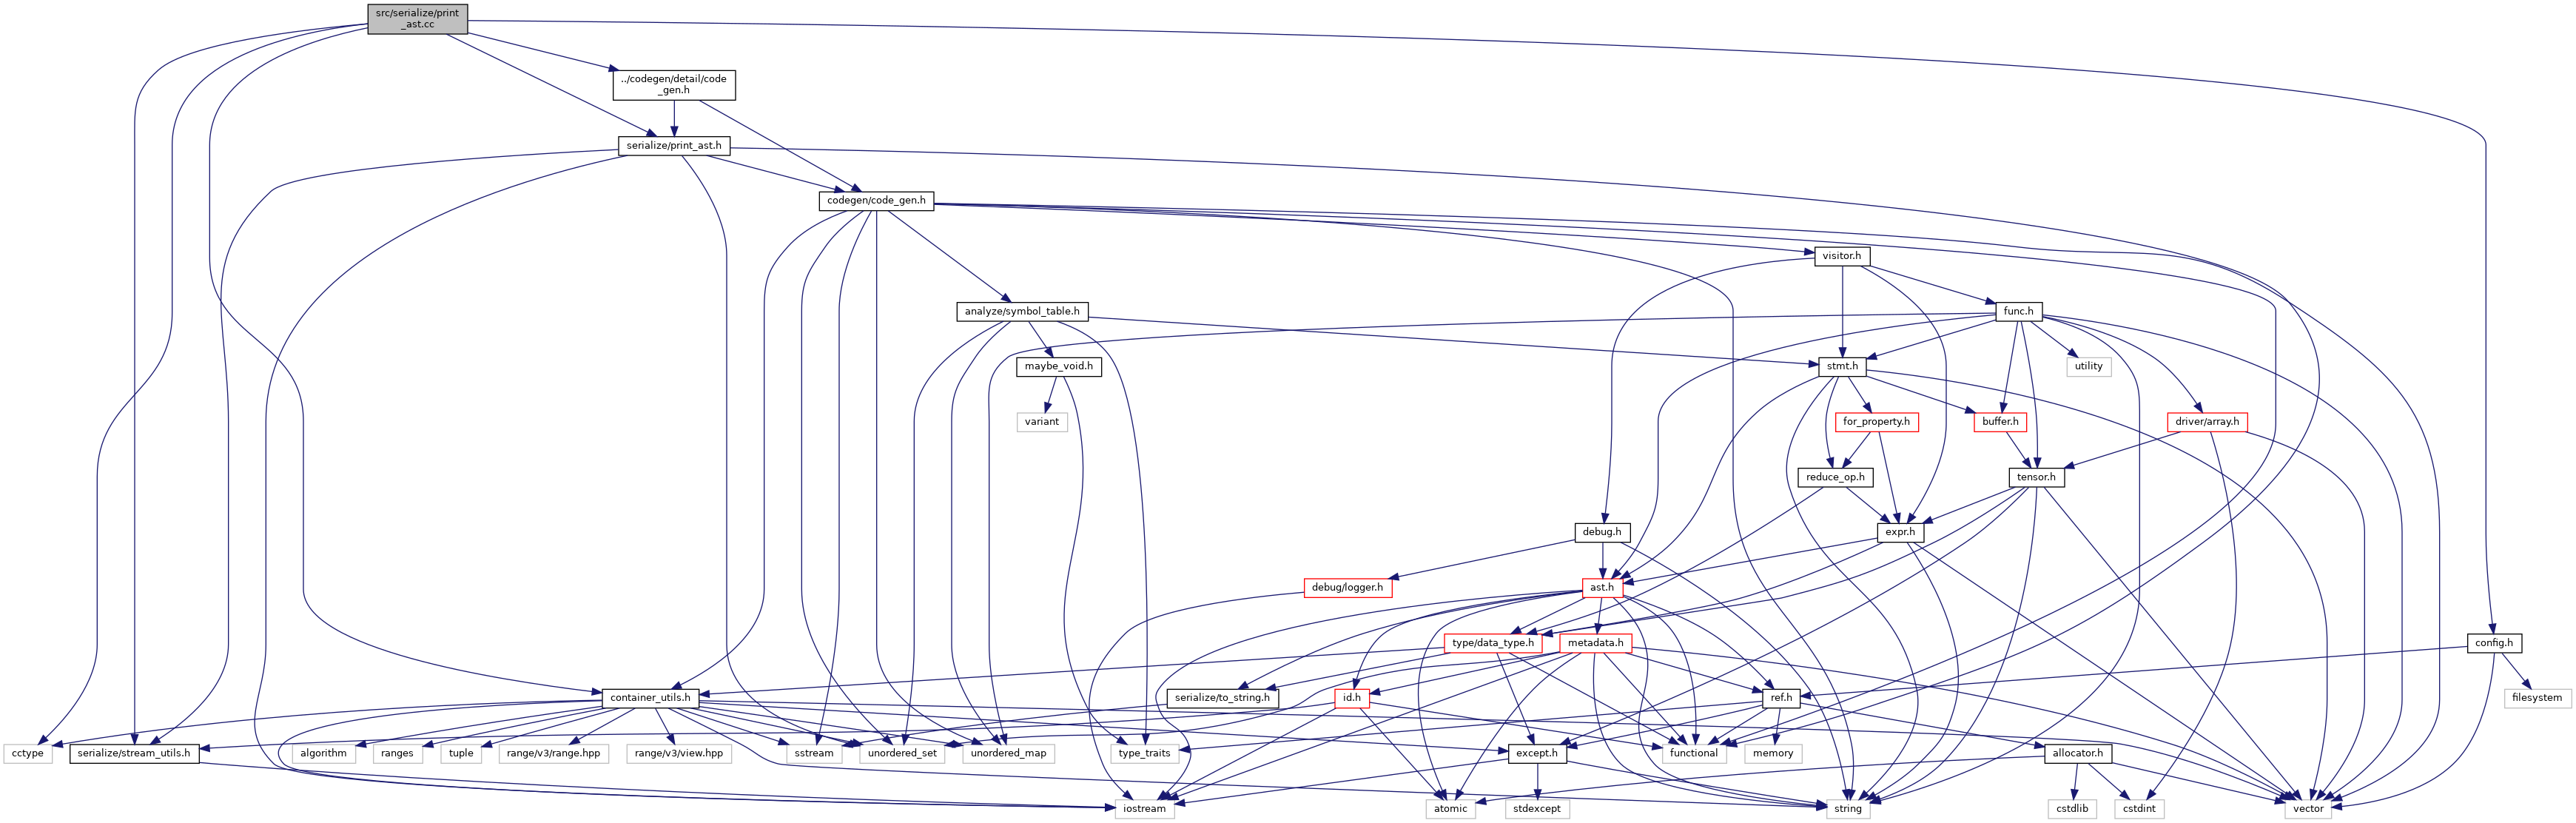 src/serialize/print
_ast.cc
../codegen/detail/code
_gen.h
serialize/print_ast.h
codegen/code_gen.h
visitor.h
analyze/symbol_table.h
func.h
maybe_void.h
stmt.h
utility
variant
for_property.h
buffer.h
driver/array.h
reduce_op.h
tensor.h
debug.h
expr.h
debug/logger.h
ast.h
type/data_type.h
metadata.h
config.h
container_utils.h
serialize/to_string.h
id.h
ref.h
filesystem
cctype
serialize/stream_utils.h
algorithm
ranges
tuple
range/v3/range.hpp
range/v3/view.hpp
sstream
unordered_set
unordered_map
type_traits
except.h
functional
memory
allocator.h
iostream
atomic
stdexcept
string
cstdlib
cstdint
vector